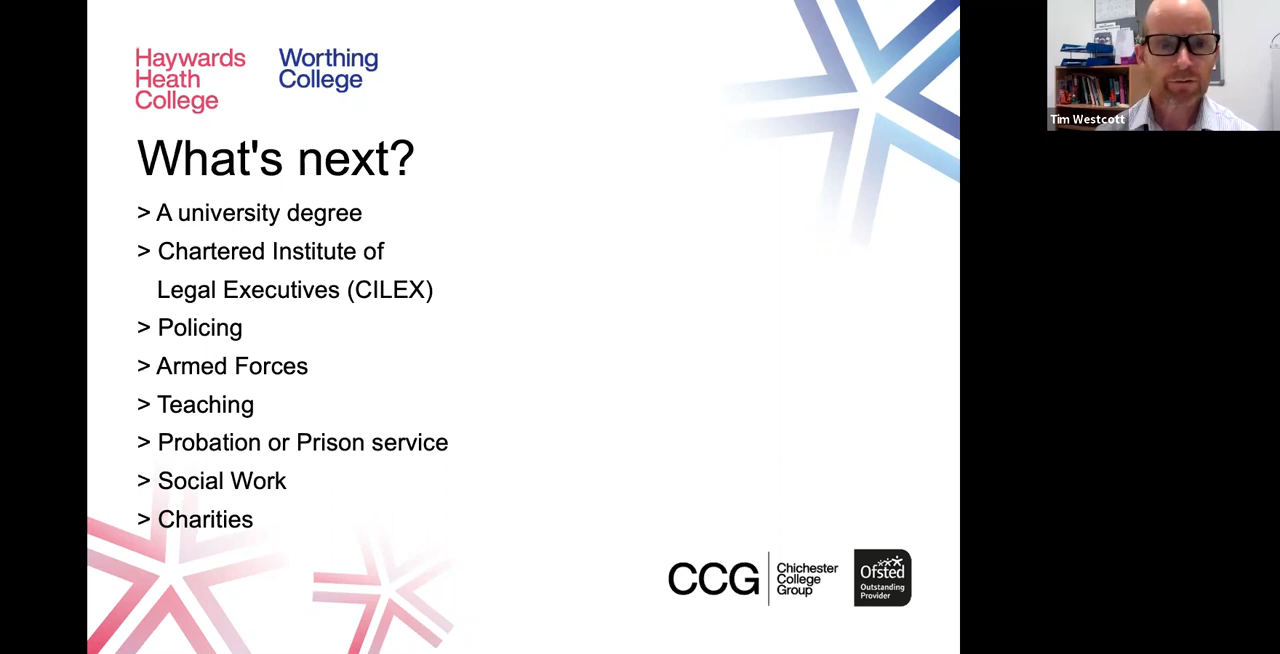 Haywards
Heath
College
Worthing
College
What's next?
> A university degree
> Chartered Institute of
Legal Executives (CILEX)
> Policing
> Armed Forces
> Teaching
> Probation or Prison service
> Social Work
> Charities
CCG
Chichester
College
Group
Ofsted
Outstanding
Provider
Tim Westcott